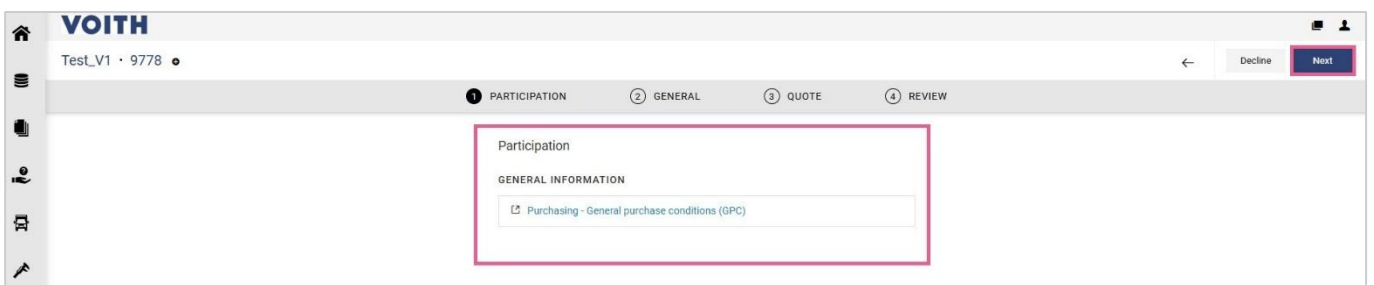 VOITH
Test_V1 · 9778
Decline
Next
1 PARTICIPATION 2 GENERAL 3 QUOTE 4 REVIEW
Participation
GENERAL INFORMATION
Purchasing - General purchase conditions (GPC)